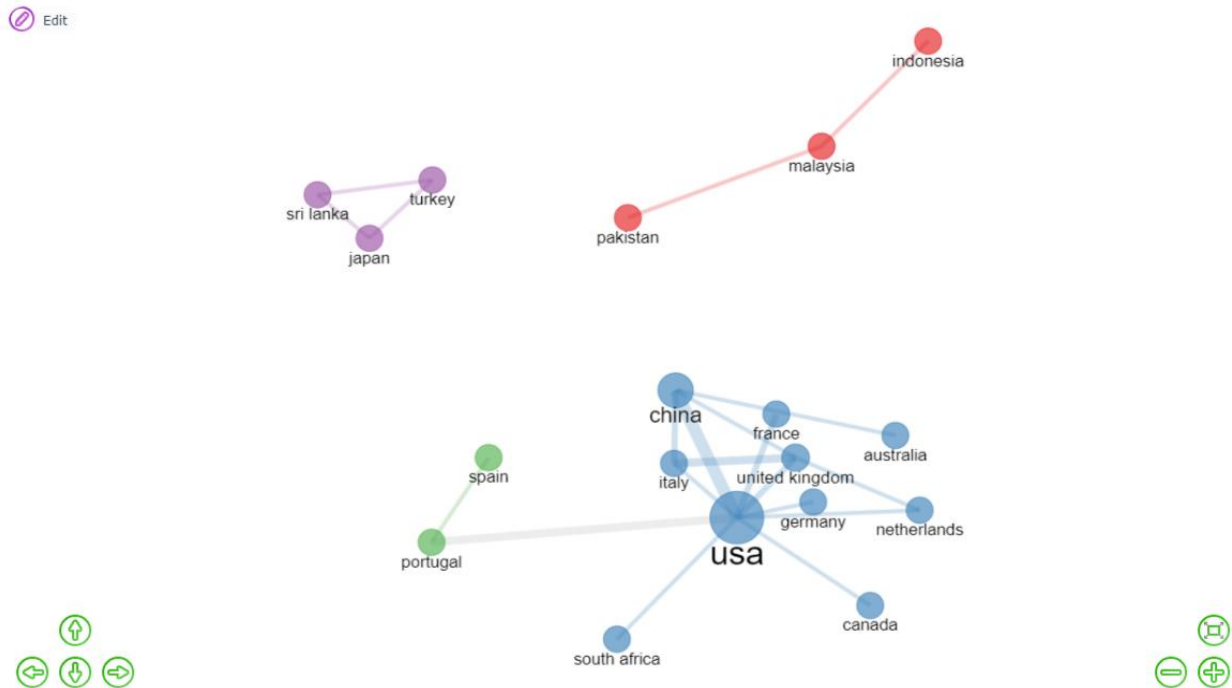 Edit
indonesia
malaysia
turkey
sri lanka
pakistan
japan
china
france
australia
spain
italy
united kingdom
germany
netherlands
usa
portugal
canada
south africa